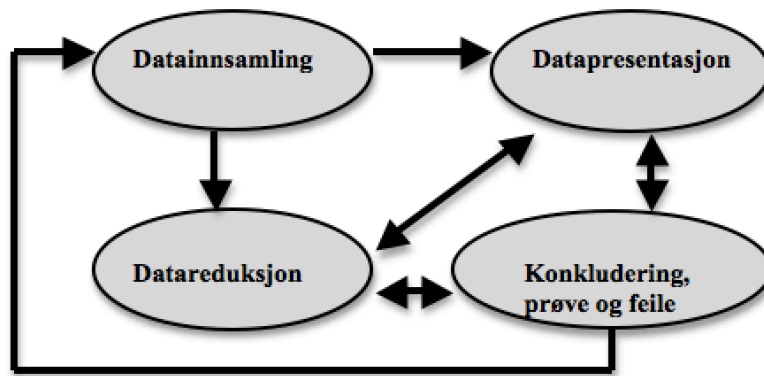 Datainnsamling
Datapresentasjon
Datareduksjon
Konkludering,
prøve og feile